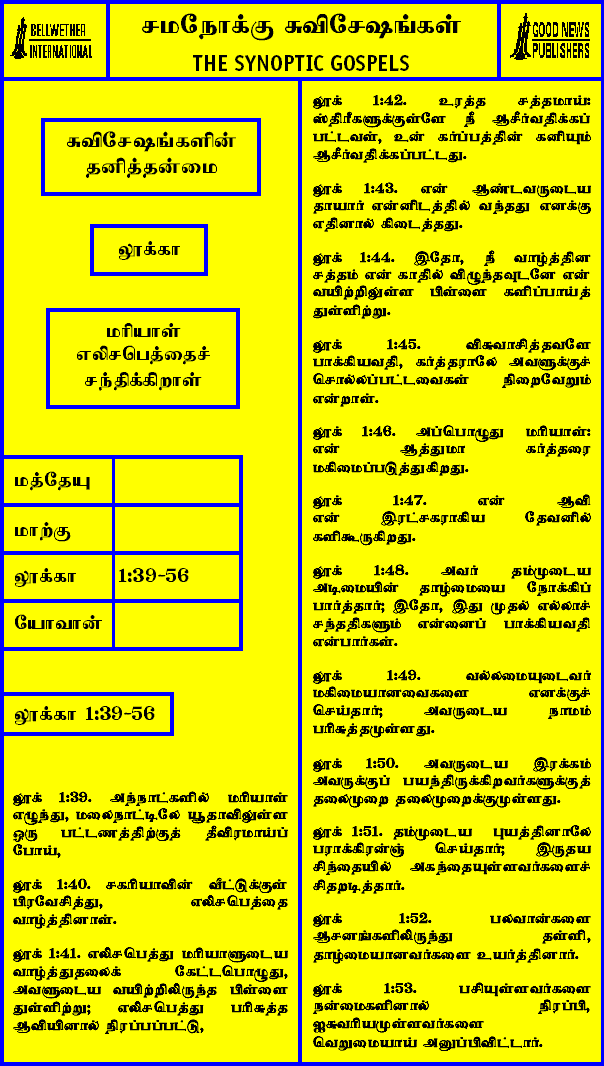 BELLWETHER
INTERNATIONAL
சமநோக்கு சுவிசேஷங்கள்
THE SYNOPTIC GOSPELS
GOOD NEWS
PUBLISHERS
சுவிசேஷங்களின்
தனித்தன்மை
லூக்கா
மரியாள்
எலிசபெத்தைச்
சந்திக்கிறாள்
மத்தேயு
மாற்கு
லூக்கா 1:39-56
யோவான்
லூக்கா 1:39-56
லூக் 1:39. அந்நாட்களில் மரியாள்
எழுந்து, மலைநாட்டிலே யூதாவிலுள்ள
ஒரு பட்டணத்திற்குத் தீவிரமாய்ப்
போய்,
லூக் 1:40. சகரியாவின் வீட்டுக்குள்
பிரவேசித்து, எலிசபெத்தை
வாழ்த்தினாள்.
லூக் 1:41. எலிசபெத்து மரியாளுடைய
வாழ்த்துதலைக் கேட்டபொழுது,
அவளுடைய வயிற்றிலிருந்த பிள்ளை
துள்ளிற்று; எலிசபெத்து பரிசுத்த
ஆவியினால் நிரப்பப்பட்டு,
லூக் 1:42. உரத்த சத்தமாய்:
ஸ்திரீகளுக்குள்ளே நீ ஆசீர்வதிக்கப்
பட்டவள், உன் கர்ப்பத்தின் கனியும்
ஆசீர்வதிக்கப்பட்டது.
லூக் 1:43. என் ஆண்டவருடைய
தாயார் என்னிடத்தில் வந்தது எனக்கு
எதினால் கிடைத்தது.
லூக் 1:44. இதோ, நீ வாழ்த்தின
சத்தம் என் காதில் விழுந்தவுடனே என்
வயிற்றிலுள்ள பிள்ளை களிப்பாய்த்
துள்ளிற்று.
லூக் 1:45. விசுவாசித்தவளே
பாக்கியவதி, கர்த்தராலே அவளுக்குச்
சொல்லப்பட்டவைகள் நிறைவேறும்
என்றாள்.
லூக் 1:46. அப்பொழுது மரியாள்:
என் ஆத்துமா கர்த்தரை
மகிமைப்படுத்துகிறது.
லூக் 1:47. என் ஆவி
என் இரட்சகராகிய தேவனில்
களிகூருகிறது.
லூக் 1:48. அவர் தம்முடைய
அடிமையின் தாழ்மையை நோக்கிப்
பார்த்தார்; இதோ, இது முதல் எல்லாச்
சந்ததிகளும் என்னைப் பாக்கியவதி
என்பார்கள்.
லூக் 1:49. வல்லமையுடைவர்
மகிமையானவைகளை எனக்குச்
செய்தார்; அவருடைய நாமம்
பரிசுத்தமுள்ளது.
லூக் 1:50. அவருடைய இரக்கம்
அவருக்குப் பயந்திருக்கிறவர்களுக்குத்
தலைமுறை தலைமுறைக்குமுள்ளது.
லூக் 1:51. தம்முடைய புயத்தினாலே
பராக்கிரன்ஞ் செய்தார்; இருதய
சிந்தையில் அகந்தையுள்ளவர்களைச்
சிதறடித்தார்.
லூக் 1:52. பலவான்களை
ஆசனங்களிலிருந்து தள்ளி,
தாழ்மையானவர்களை உயர்த்தினார்.
லூக் 1:53. பசியுள்ளவர்களை
நன்மைகளினால் நிரப்பி,
ஐசுவரியமுள்ளவர்களை
வெறுமையாய் அனுப்பிவிட்டார்.